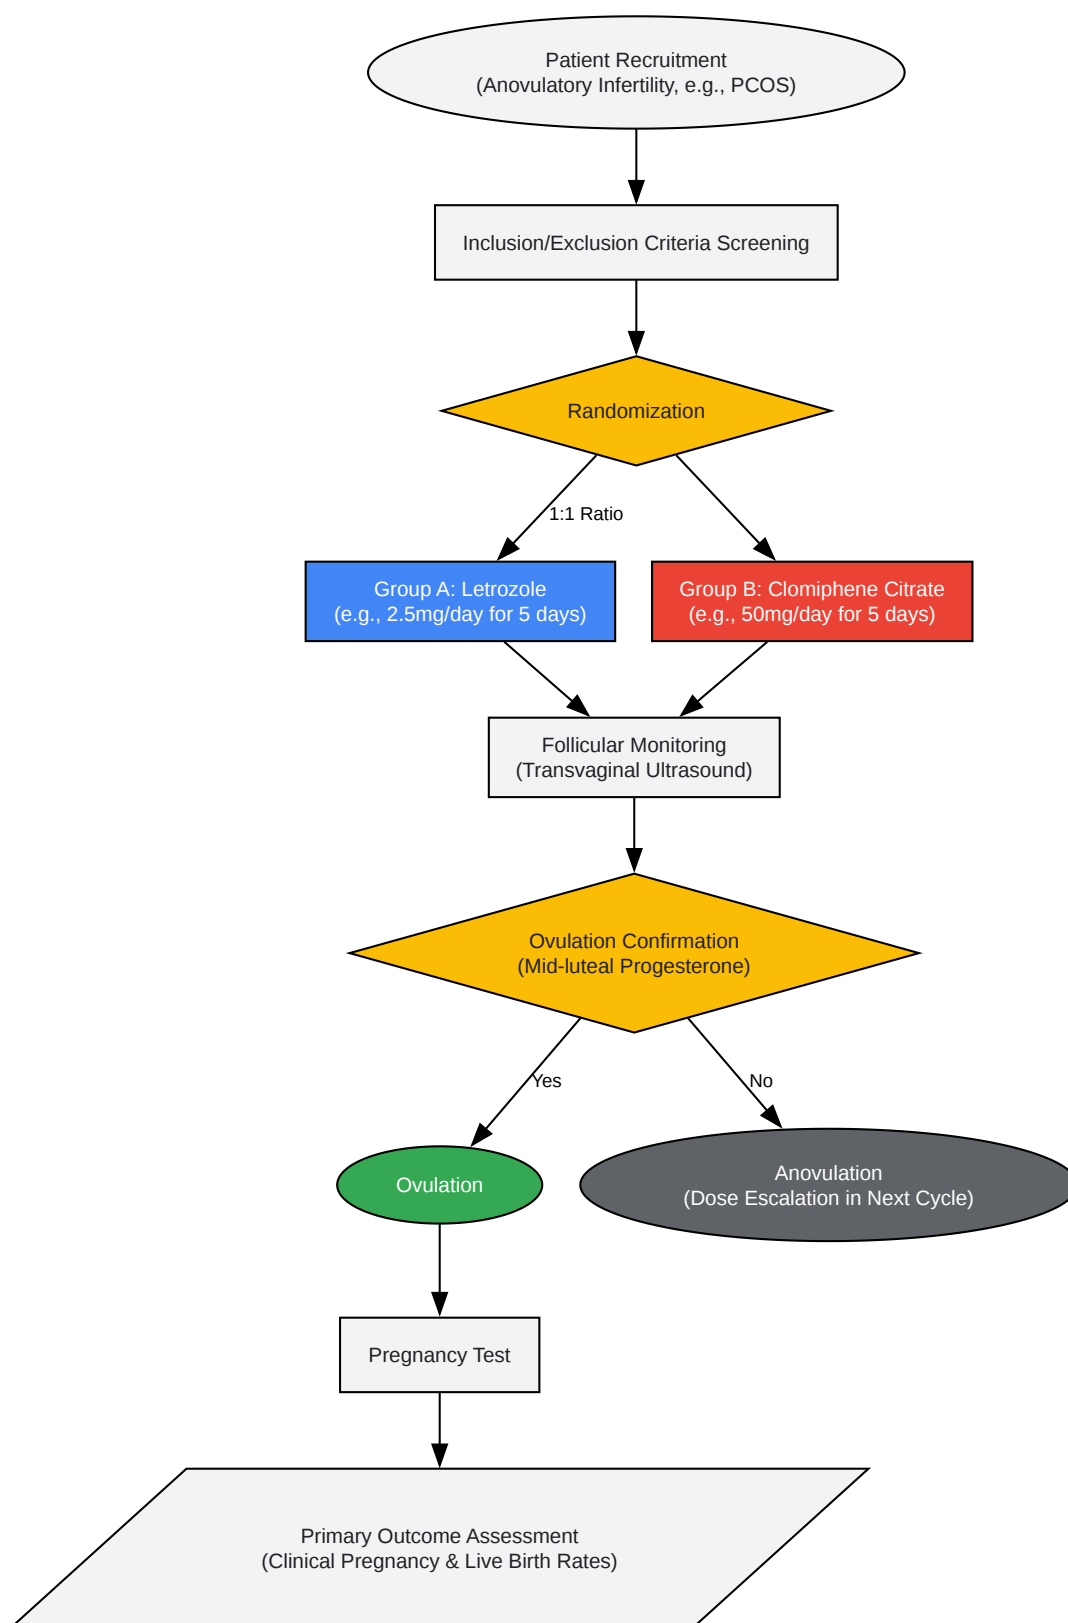 Patient Recruitment
(Anovulatory Infertility, e.g., PCOS)
Inclusion/Exclusion Criteria Screening
Randomization
1:1 Ratio
Group A: Letrozole
(e.g., 2.5mg/day for 5 days)
Group B: Clomiphene Citrate
(e.g., 50mg/day for 5 days)
Follicular Monitoring
(Transvaginal Ultrasound)
Ovulation Confirmation
(Mid-luteal Progesterone)
Yes
No
Ovulation
Anovulation
(Dose Escalation in Next Cycle)
Pregnancy Test
Primary Outcome Assessment
(Clinical Pregnancy & Live Birth Rates)